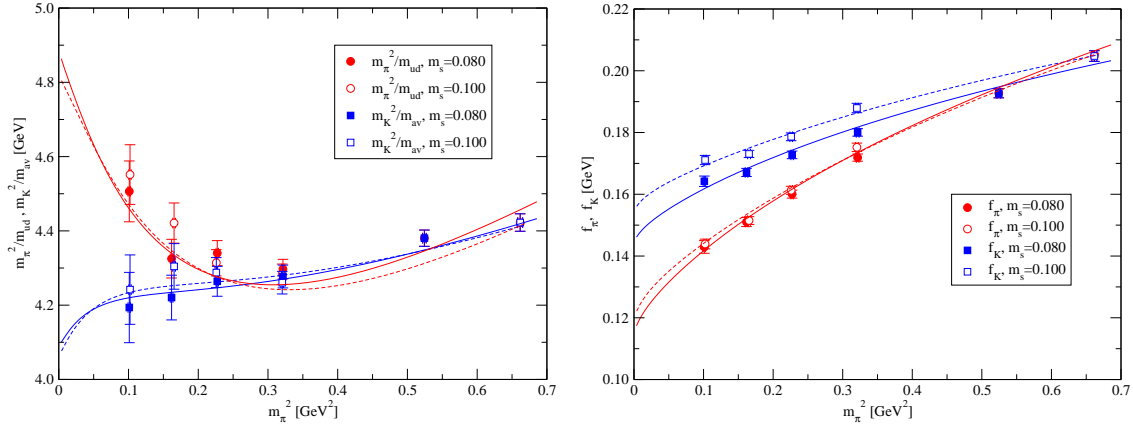 5.0
4.8
4.6
4.4
4.2
4.0
0
0.1
0.2
0.3
0.4
0.5
0.6
0.7
m_π^2 [GeV^2]
m_π^2/m_ud, m_K^2/m_av [GeV]
m_π^2/m_ud, m_s=0.080
m_π^2/m_ud, m_s=0.100
m_K^2/m_av, m_s=0.080
m_K^2/m_av, m_s=0.100
0.22
0.20
0.18
0.16
0.14
0.12
0.10
0
0.1
0.2
0.3
0.4
0.5
0.6
0.7
m_π^2 [GeV^2]
f_π, f_K [GeV]
f_π, m_s=0.080
f_π, m_s=0.100
f_K, m_s=0.080
f_K, m_s=0.100